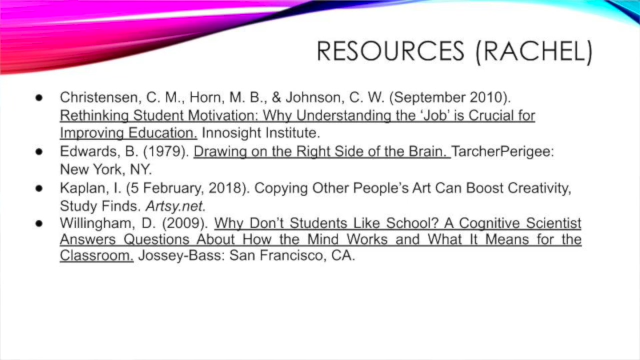 RESOURCES (RACHEL)
● Christensen, C. M., Horn, M. B., & Johnson, C. W. (September 2010).
Rethinking Student Motivation: Why Understanding the ‘Job’ is Crucial for
Improving Education. Innosight Institute.
● Edwards, B. (1979). Drawing on the Right Side of the Brain. TarcherPerigee:
New York, NY.
● Kaplan, I. (5 February, 2018). Copying Other People’s Art Can Boost Creativity,
Study Finds. Artsy.net.
● Willingham, D. (2009). Why Don’t Students Like School? A Cognitive Scientist
Answers Questions About How the Mind Works and What It Means for the
Classroom. Jossey-Bass: San Francisco, CA.